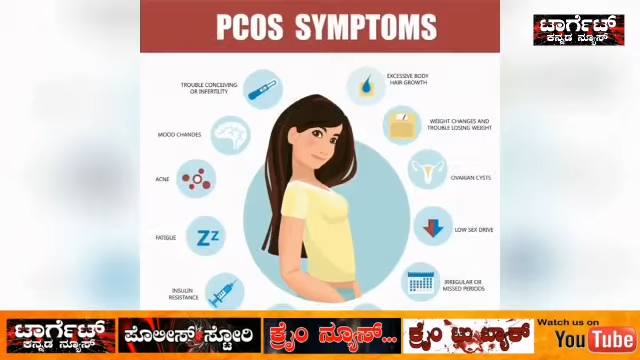 PCOS SYMPTOMS
ಟಾರ್ಗೆಟ್
ಕನ್ನಡ ನ್ಯೂಸ್
TROUBLE CONCEIVING
OR INFERTILITY
EXCESSIVE BODY
HAIR GROWTH
MOOD CHANDES
WEIGHT CHANGES AND
TROUBLE LOSING WEIGHT
ACNE
OVARIAN CYSTS
FATIGUE
ZZ
LOW SEX DRIVE
INSULIN
RESISTANCE
IRREGULAR OR
MISSED PERIODS
ಟಾರ್ಗೆಟ್
ಕನ್ನಡ ನ್ಯೂಸ್
ಪೊಲೀಸ್ ಸ್ಟೋರಿ
ಕ್ರೈಂ ನ್ಯೂಸ್...
ಕ್ರೈಂ ಟ್ರು ಟ್ರ್ಯಾಕ್
Watch us on
YouTube